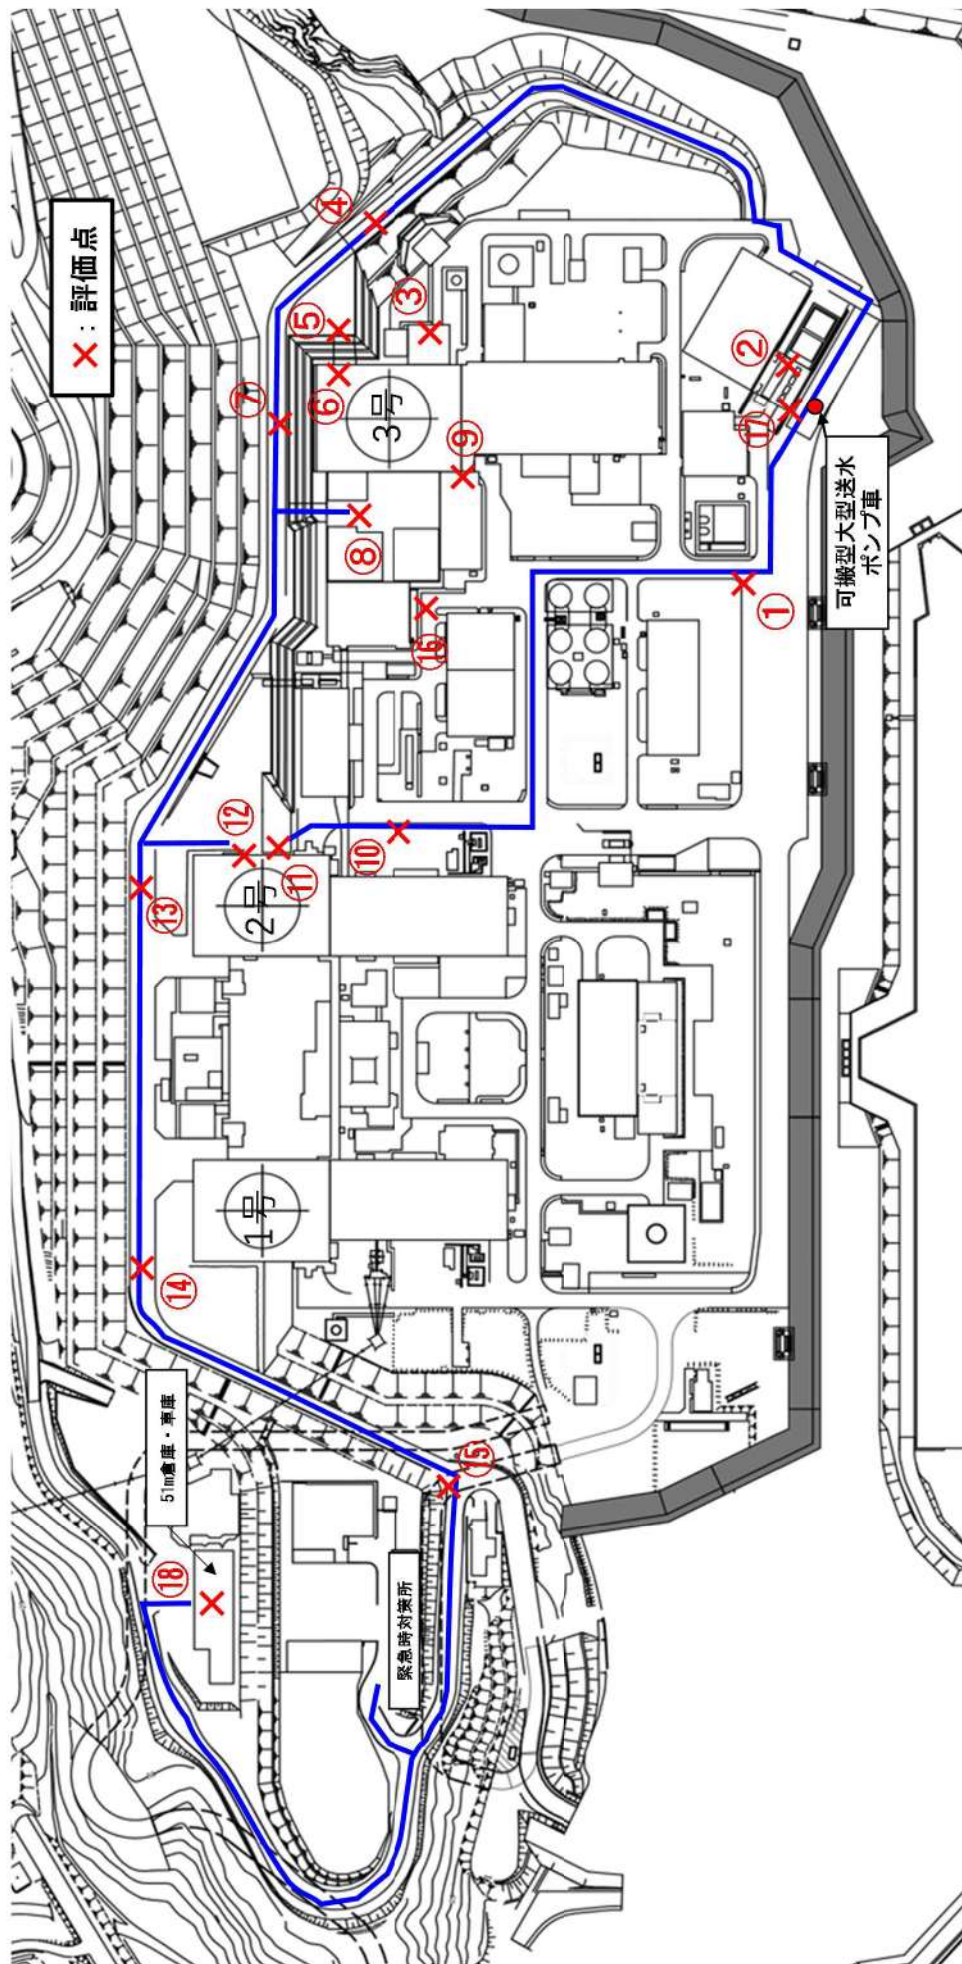 ×：評価点
④
⑤
③
⑦
⑥
3号
⑨
⑧
②
⑰
可搬型大型送水
ポンプ車
⑯
①
⑫
⑩
⑪
⑬
2号
1号
⑭
51m倉庫・車庫
⑮
⑱
緊急時対策所